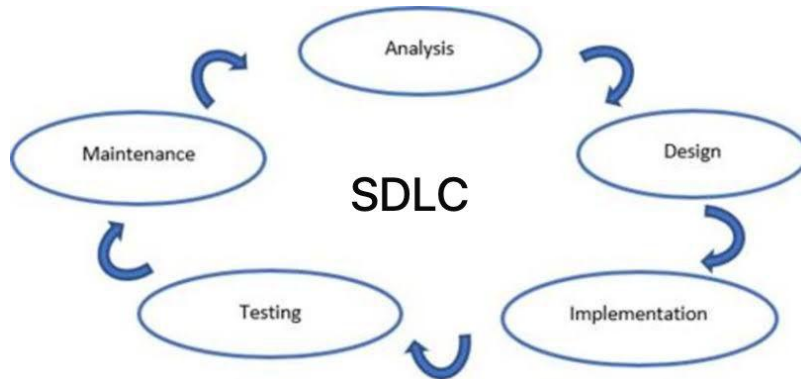 Analysis
Maintenance
Design
SDLC
Testing
Implementation